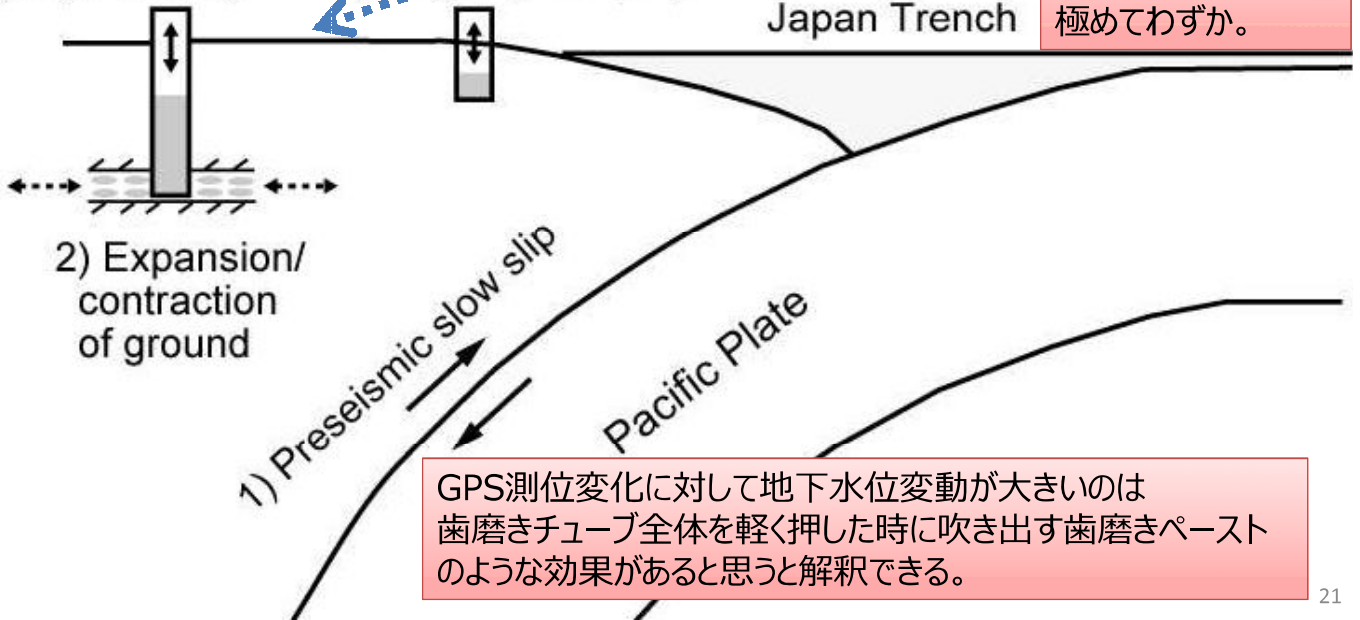 Japan Trench
極めてわずか。
2) Expansion/
contraction
of ground
1) Preseismic slow slip
Pacific Plate
GPS測位変化に対して地下水位変動が大きいのは
歯磨きチューブ全体を軽く押した時に吹き出す歯磨きペースト
のような効果があると思うと解釈できる。
21